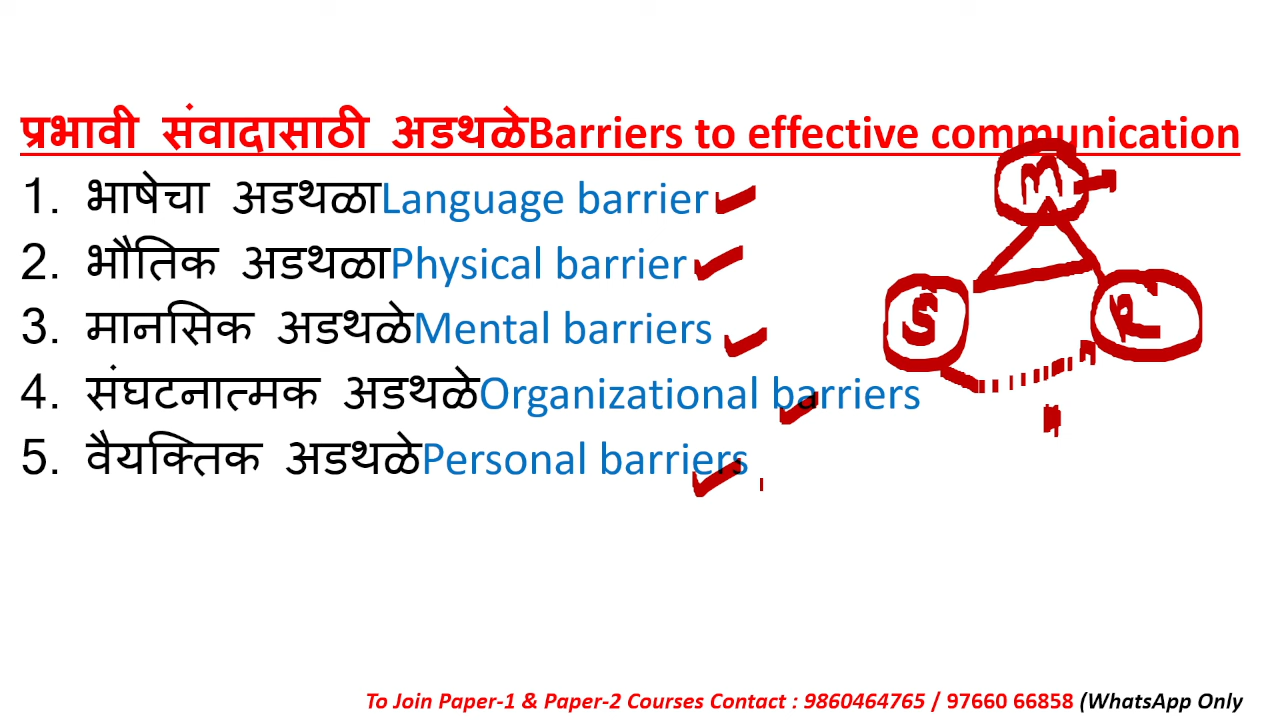 प्रभावी संवादासाठी अडथळेBarriers to effective communication
1. भाषेचा अडथळाLanguage barrier
M
2. भौतिक अडथळाPhysical barrier
3. मानसिक अडथळेMental barriers
S R
4. संघटनात्मक अडथळेOrganizational barriers
5. वैयक्तिक अडथळेPersonal barriers
To Join Paper-1 & Paper-2 Courses Contact : 9860464765 / 97660 66858 (WhatsApp Only